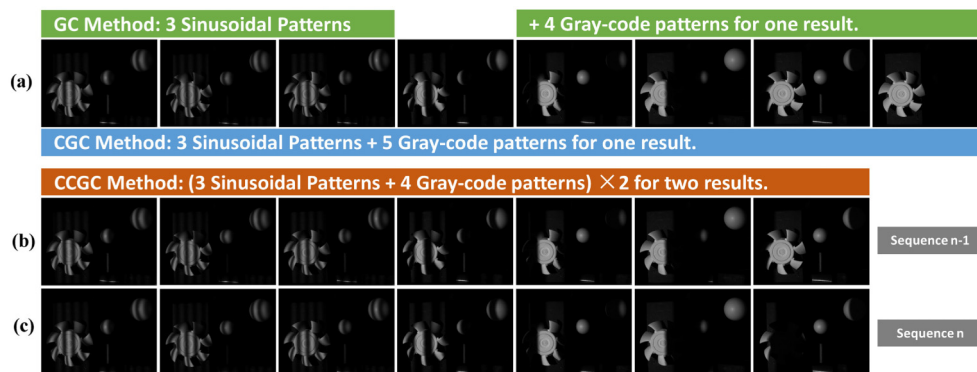 GC Method: 3 Sinusoidal Patterns
+ 4 Gray-code patterns for one result.
(a)
CGC Method: 3 Sinusoidal Patterns + 5 Gray-code patterns for one result.
CCGC Method: (3 Sinusoidal Patterns + 4 Gray-code patterns) ×2 for two results.
(b)
Sequence n-1
(c)
Sequence n